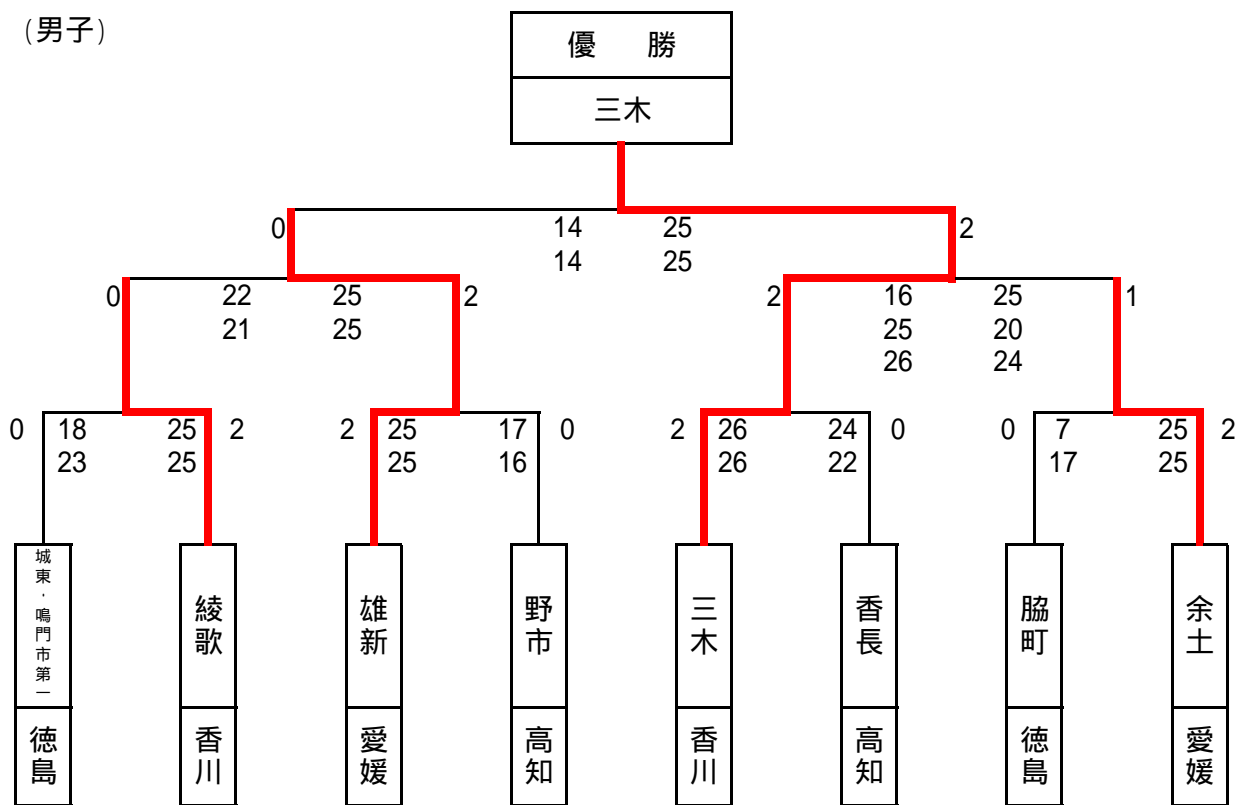 (男子)
優 勝
三木
0 14 25 2
14 25
0 22 25 2 2 16 25 1
21 25 25 20
26 24
0 18 25 2 2 25 17 0 2 26 24 0 0 7 25 2
23 25 25 16 26 22 17 25
城東・鳴門市第一 綾歌 雄新 野市 三木 香長 脇町 余土
徳島 香川 愛媛 高知 香川 高知 徳島 愛媛